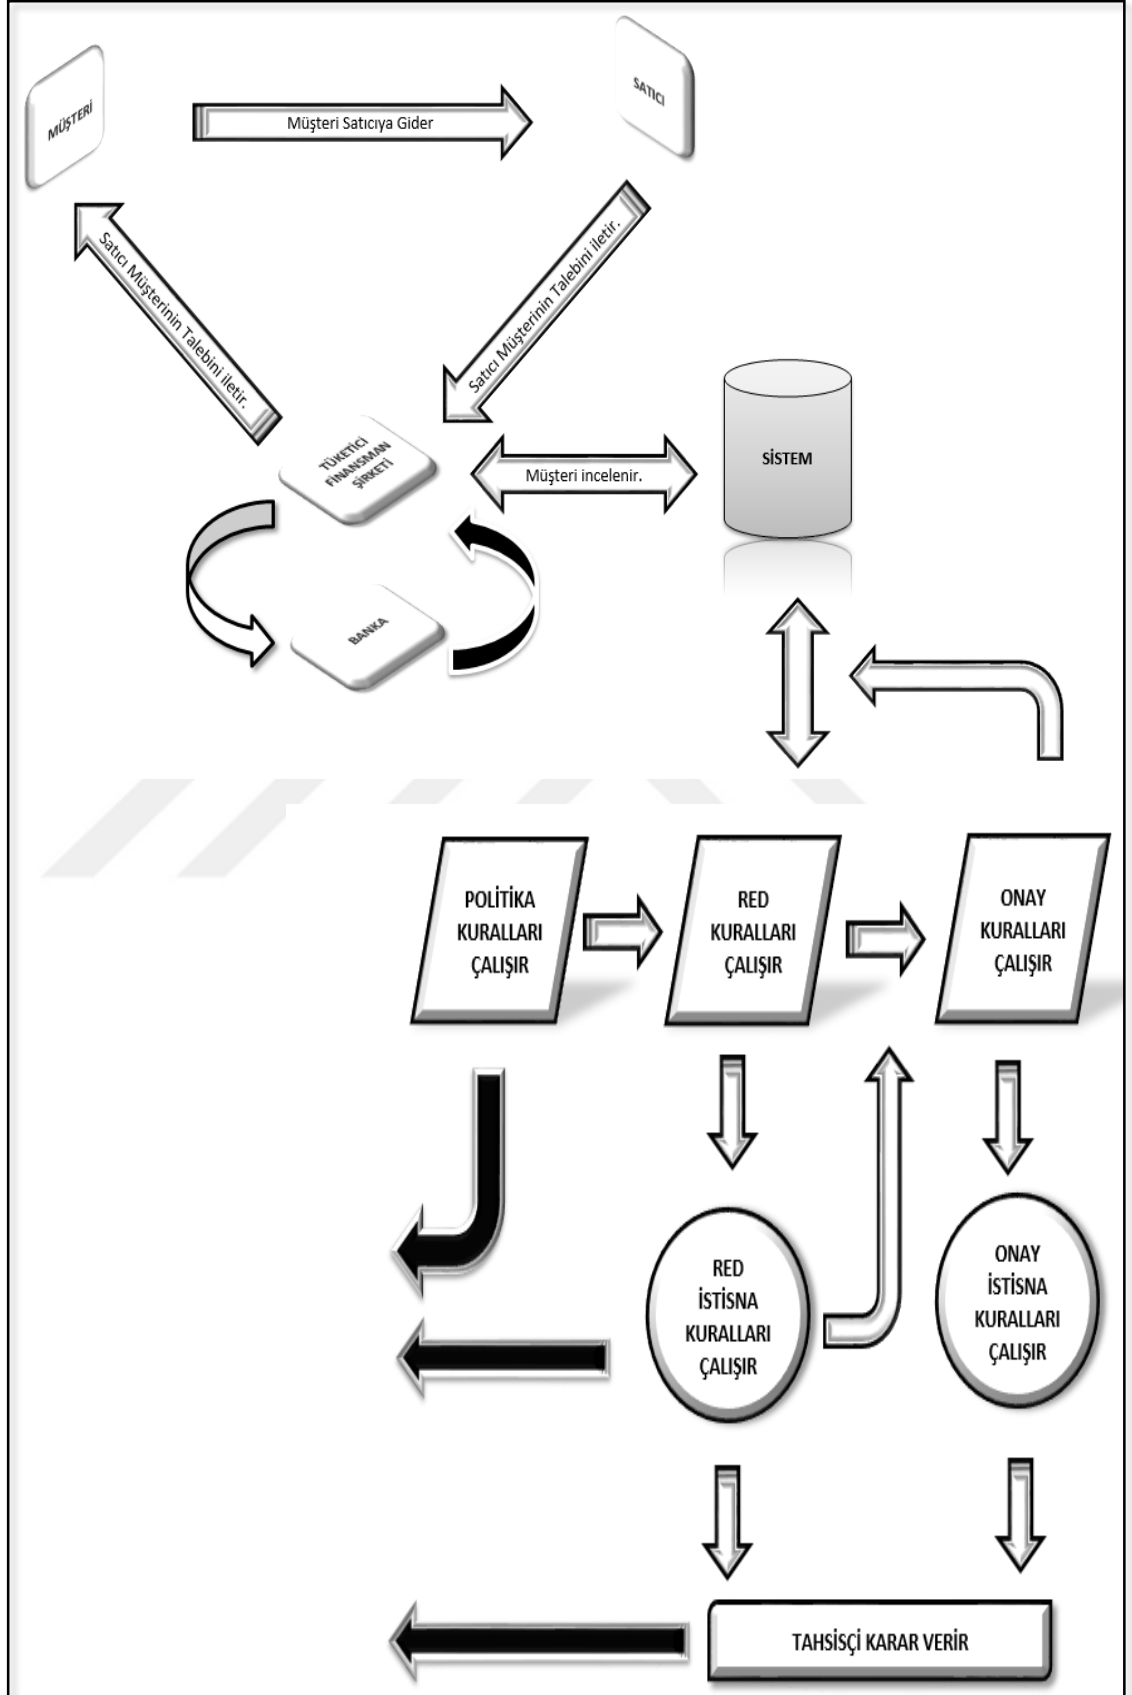 MÜŞTERİ
SATICI
Müşteri Satıcıya Gider
Satıcı Müşterinin Talebini iletir.
Satıcı Müşterinin Talebini iletir.
TÜKETİCİ
FİNANSMAN
ŞİRKETİ
Müşteri incelenir.
SİSTEM
BANKA
POLİTİKA
KURALLARI
ÇALIŞIR
RED
KURALLARI
ÇALIŞIR
ONAY
KURALLARI
ÇALIŞIR
RED
İSTİSNA
KURALLARI
ÇALIŞIR
ONAY
İSTİSNA
KURALLARI
ÇALIŞIR
TAHSİSÇİ KARAR VERİR